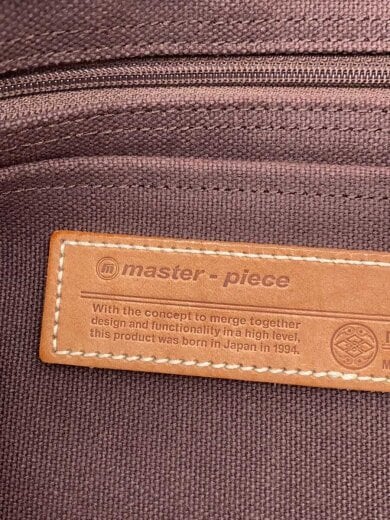 m master - piece
With the concept to merge together
design and functionality in a high level,
this product was born in Japan in 1994.